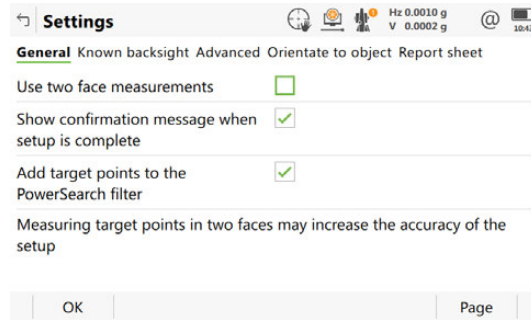 Settings
Hz 0.0010 g
V 0.0002 g
@
General Known backsight Advanced Orientate to object Report sheet
Use two face measurements
Show confirmation message when
setup is complete
Add target points to the
PowerSearch filter
Measuring target points in two faces may increase the accuracy of the
setup
OK
Page